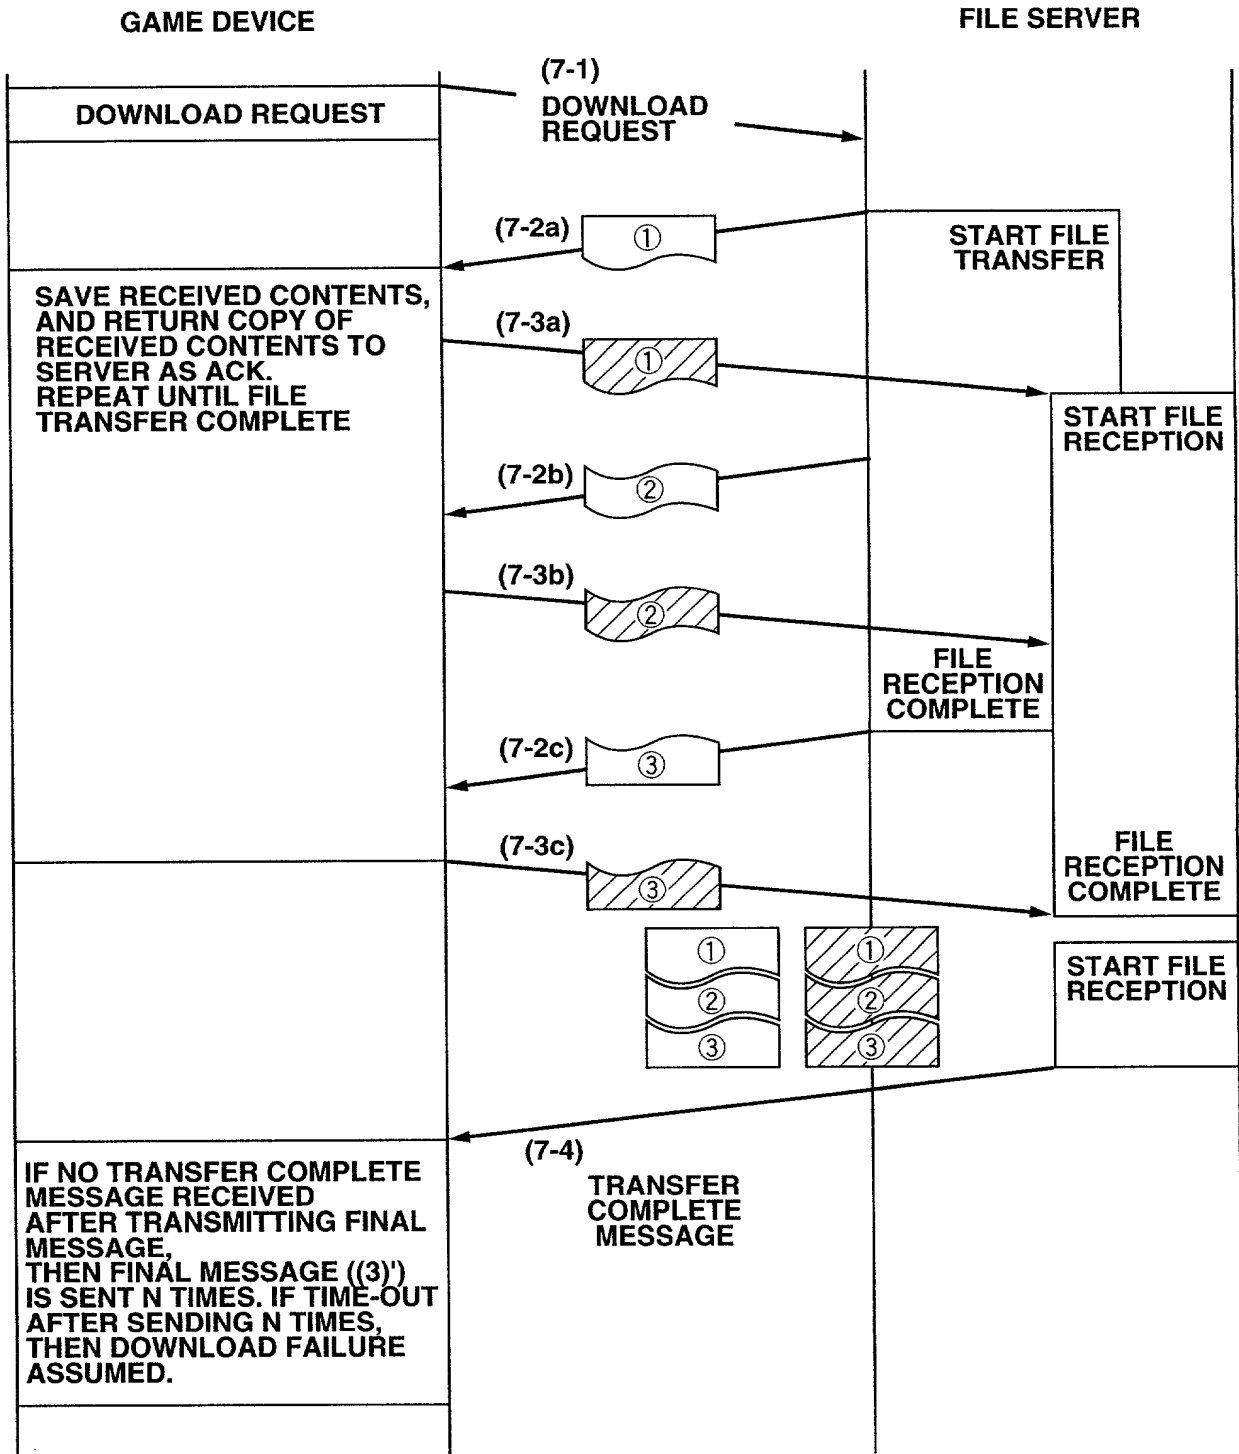 GAME DEVICE
FILE SERVER
(7-1)
DOWNLOAD REQUEST
DOWNLOAD
REQUEST
(7-2a)
①
START FILE
TRANSFER
SAVE RECEIVED CONTENTS,
AND RETURN COPY OF
RECEIVED CONTENTS TO
SERVER AS ACK.
REPEAT UNTIL FILE
TRANSFER COMPLETE
(7-3a)
①
START FILE
RECEPTION
(7-2b)
②
(7-3b)
②
FILE
RECEPTION
COMPLETE
(7-2c)
③
(7-3c)
③
FILE
RECEPTION
COMPLETE
①
②
③
①
②
③
START FILE
RECEPTION
(7-4)
TRANSFER
COMPLETE
MESSAGE
IF NO TRANSFER COMPLETE
MESSAGE RECEIVED
AFTER TRANSMITTING FINAL
MESSAGE,
THEN FINAL MESSAGE ((3)')
IS SENT N TIMES. IF TIME-OUT
AFTER SENDING N TIMES,
THEN DOWNLOAD FAILURE
ASSUMED.